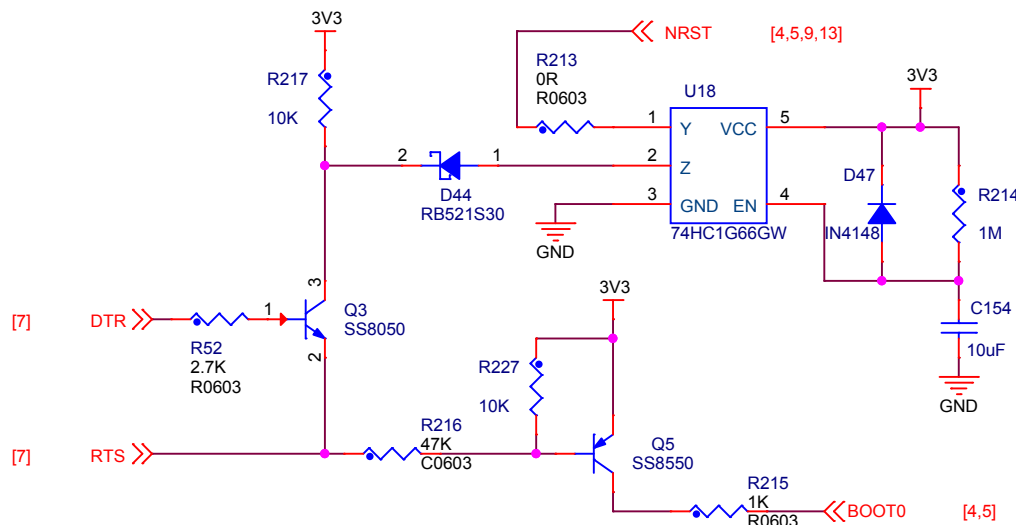 3V3
NRST [4,5,9,13]
R217
10K
R213
0R
R0603
U18
3V3
1 Y VCC 5
2 1 2 Z
D44
RB521S30
3 GND EN 4
74HC1G66GW
GND
D47
IN4148
R214
1M
3
1
Q3
SS8050
2
[7] DTR
R52
2.7K
R0603
3V3
C154
10uF
GND
R227
10K
[7] RTS
R216
47K
C0603
Q5
SS8550
R215
1K
R0603
BOOT0 [4,5]